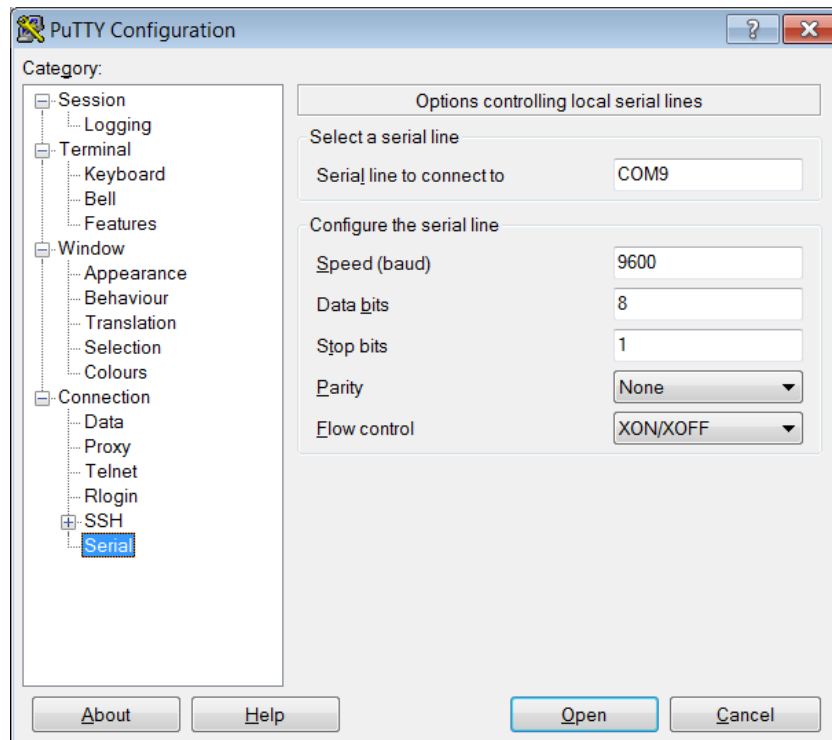 PuTTY Configuration
Category:
Session
Logging
Terminal
Keyboard
Bell
Features
Window
Appearance
Behaviour
Translation
Selection
Colours
Connection
Data
Proxy
Telnet
Rlogin
SSH
Serial
Options controlling local serial lines
Select a serial line
Serial line to connect to COM9
Configure the serial line
Speed (baud) 9600
Data bits 8
Stop bits 1
Parity None
Flow control XON/XOFF
About Help Open Cancel